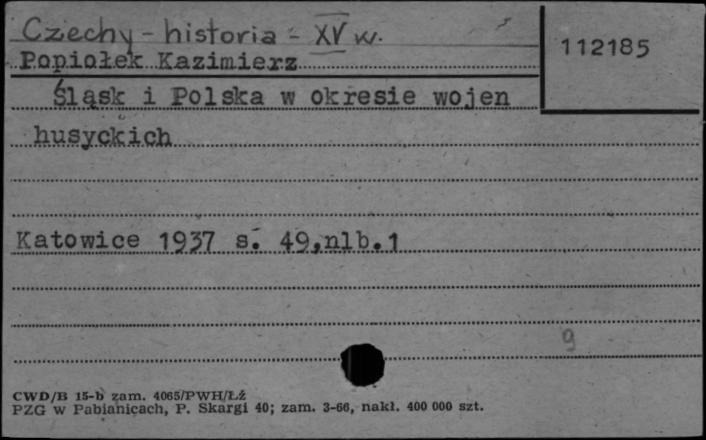 Czechy - historia - XV w.
112185
Popiołek Kazimierz
Śląsk i Polska w okresie wojen
husyckich
Katowice 1937 s. 49,nlb.1
9
CWD/B 15-b zam. 4065/PWH/Łź
PZG w Pabianicach, P. Skargi 40; zam. 3-66, nakł. 400 000 szt.